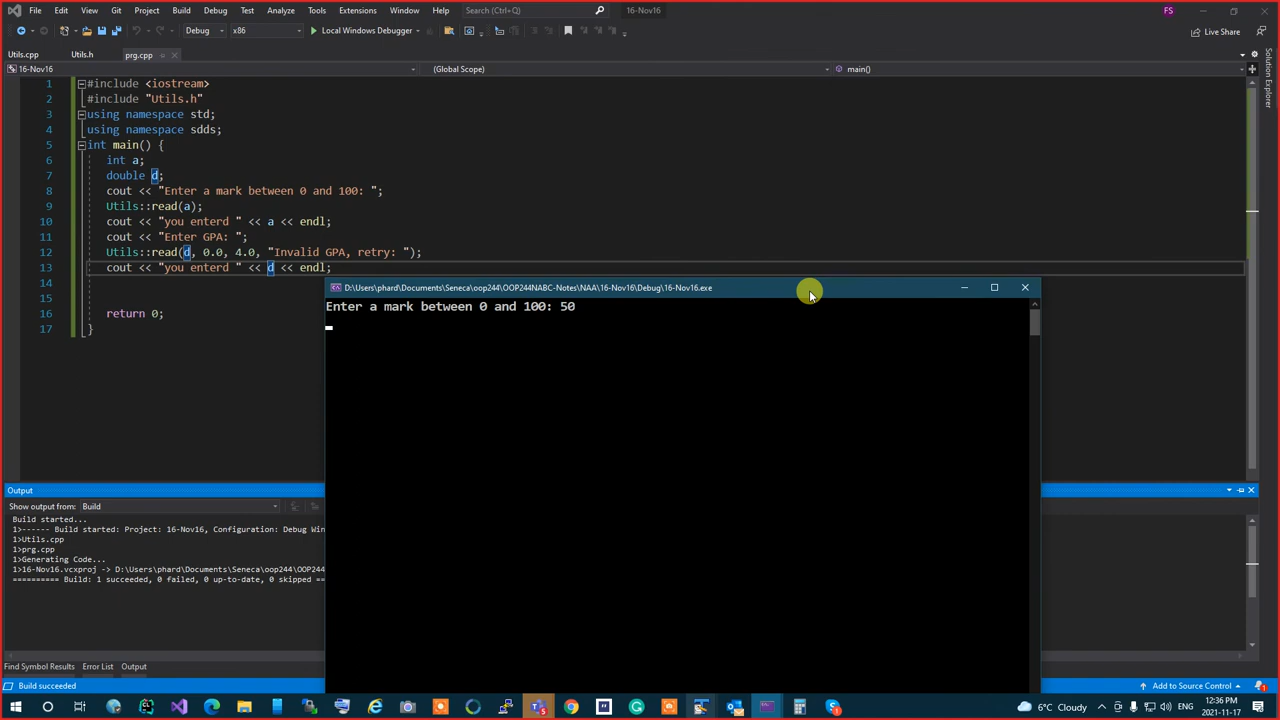 File Edit View Git Project Build Debug Test Analyze Tools Extensions Window Help Search (Ctrl+Q) 16-Nov16 FS
Debug x86 Local Windows Debugger Live Share
Utils.cpp Utils.h prg.cpp
16-Nov16 (Global Scope) main()
Solution Explorer
1 #include <iostream>
2 #include "Utils.h"
3 using namespace std;
4 using namespace sdds;
5 int main() {
6 int a;
7 double d;
8 cout << "Enter a mark between 0 and 100: ";
9 Utils::read(a);
10 cout << "you enterd " << a << endl;
11 cout << "Enter GPA: ";
12 Utils::read(d, 0.0, 4.0, "Invalid GPA, retry: ");
13 cout << "you enterd " << d << endl;
14
15
16 return 0;
17 }
D:\Users\phard\Documents\Seneca\oop244\OOP244NABC-Notes\NAA\16-Nov16\Debug\16-Nov16.exe
Enter a mark between 0 and 100: 50
Output
Show output from: Build
Build started...
1>------ Build started: Project: 16-Nov16, Configuration: Debug Win
1>Utils.cpp
1>prg.cpp
1>Generating Code...
1>16-Nov16.vcxproj -> D:\Users\phard\Documents\Seneca\oop244\OOP244
========== Build: 1 succeeded, 0 failed, 0 up-to-date, 0 skipped ==
Find Symbol Results Error List Output
Build succeeded Add to Source Control
6°C Cloudy ENG 12:36 PM
2021-11-17